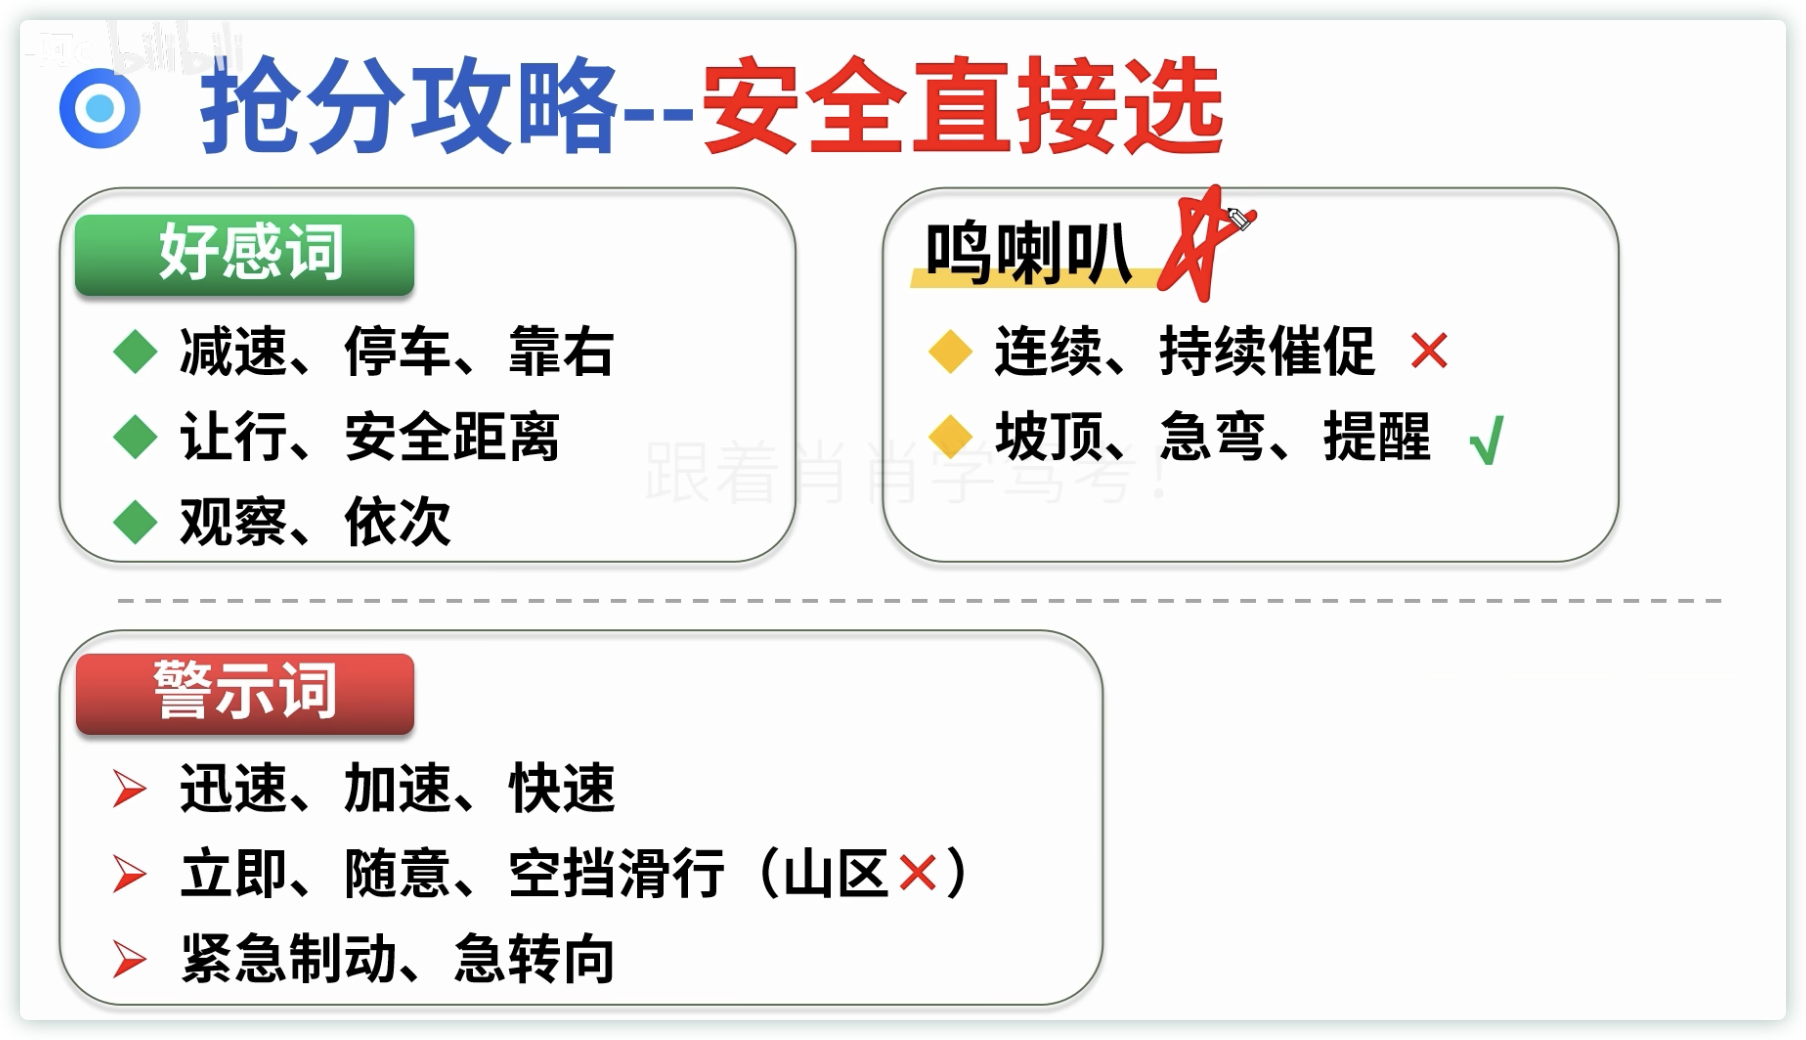 bilibili
抢分攻略--安全直接选
好感词
减速、停车、靠右
让行、安全距离
观察、依次
鸣喇叭
连续、持续催促 ×
坡顶、急弯、提醒 √
跟着肖肖学驾考！
警示词
迅速、加速、快速
立即、随意、空挡滑行（山区×）
紧急制动、急转向